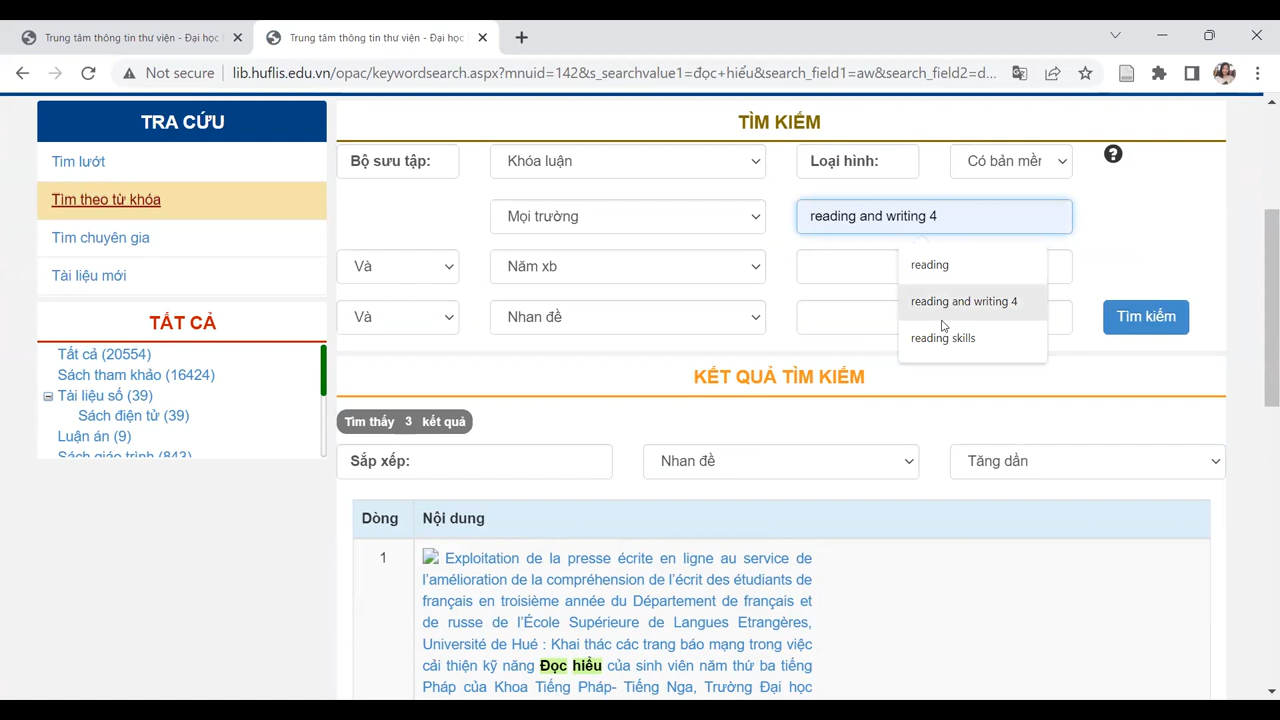 Trung tâm thông tin thư viện - Đại học
Trung tâm thông tin thư viện - Đại học
Not secure
lib.huflis.edu.vn/opac/keywordsearch.aspx?mnuid=142&s_searchvalue1=đọc+hiểu&search_field1=aw&search_field2=d...
TRA CỨU
Tìm lướt
Tìm theo từ khóa
Tìm chuyên gia
Tài liệu mới
TẤT CẢ
Tất cả (20554)
Sách tham khảo (16424)
Tài liệu số (39)
Sách điện tử (39)
Luận án (9)
Sách giáo trình (843)
TÌM KIẾM
Bộ sưu tập:
Khóa luận
Loại hình:
Có bản mềm
Mọi trường
reading and writing 4
Và
Năm xb
reading
reading and writing 4
Và
Nhan đề
reading skills
Tìm kiếm
KẾT QUẢ TÌM KIẾM
Tìm thấy 3 kết quả
Sắp xếp:
Nhan đề
Tăng dần
Dòng
Nội dung
1
Exploitation de la presse écrite en ligne au service de
l'amélioration de la compréhension de l'écrit des étudiants de
français en troisième année du Département de français et
de russe de l'École Supérieure de Langues Etrangères,
Université de Hué : Khai thác các trang báo mạng trong việc
cải thiện kỹ năng Đọc hiểu của sinh viên năm thứ ba tiếng
Pháp của Khoa Tiếng Pháp- Tiếng Nga, Trường Đại học